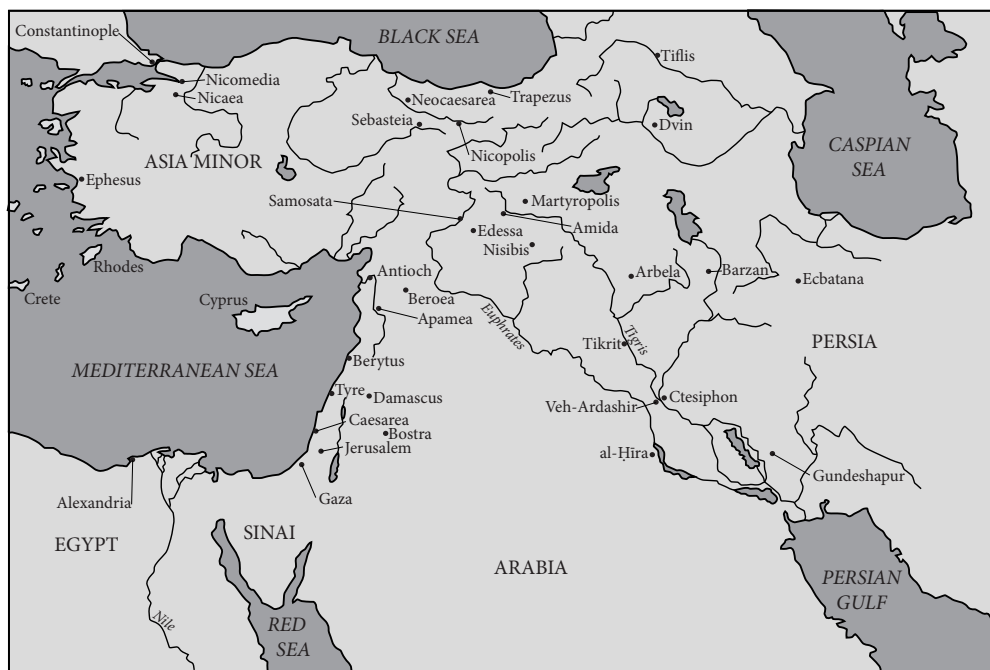 Constantinople
BLACK SEA
Tiflis
Nicomedia
Nicaea
Neocaesarea
Trapezus
Sebasteia
Dvin
Nicopolis
ASIA MINOR
CASPIAN
SEA
Ephesus
Samosata
Martyropolis
Edessa
Amida
Nisibis
Rhodes
Antioch
Arbela
Barzan
Ecbatana
Crete
Cyprus
Beroea
Apamea
Euphrates
Tigris
Tikrit
PERSIA
Berytus
MEDITERRANEAN SEA
Tyre
Damascus
Veh-Ardashir
Ctesiphon
Caesarea
Bostra
Jerusalem
al-Ḥīra
Gundeshapur
Alexandria
Gaza
EGYPT
SINAI
ARABIA
PERSIAN
GULF
Nile
RED
SEA